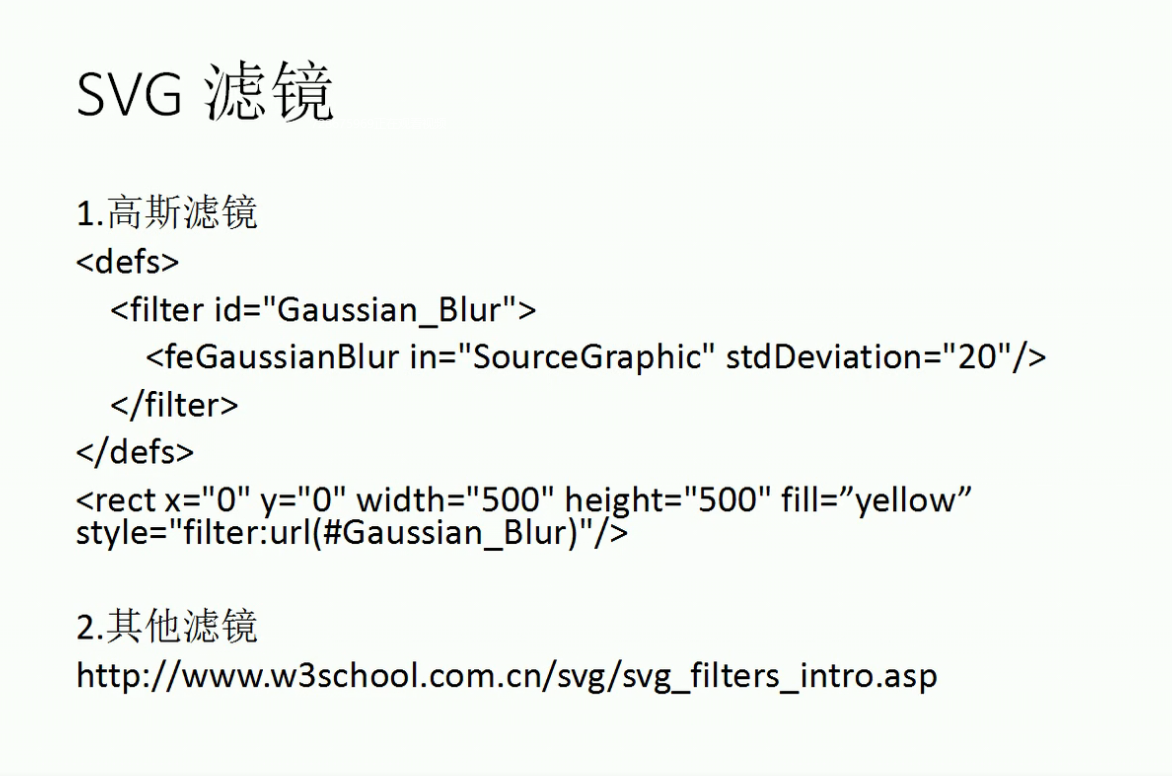 SVG 滤镜
1.高斯滤镜
<defs>
<filter id="Gaussian_Blur">
<feGaussianBlur in="SourceGraphic" stdDeviation="20"/>
</filter>
</defs>
<rect x="0" y="0" width="500" height="500" fill=”yellow”
style="filter:url(#Gaussian_Blur)"/>
2.其他滤镜
http://www.w3school.com.cn/svg/svg_filters_intro.asp